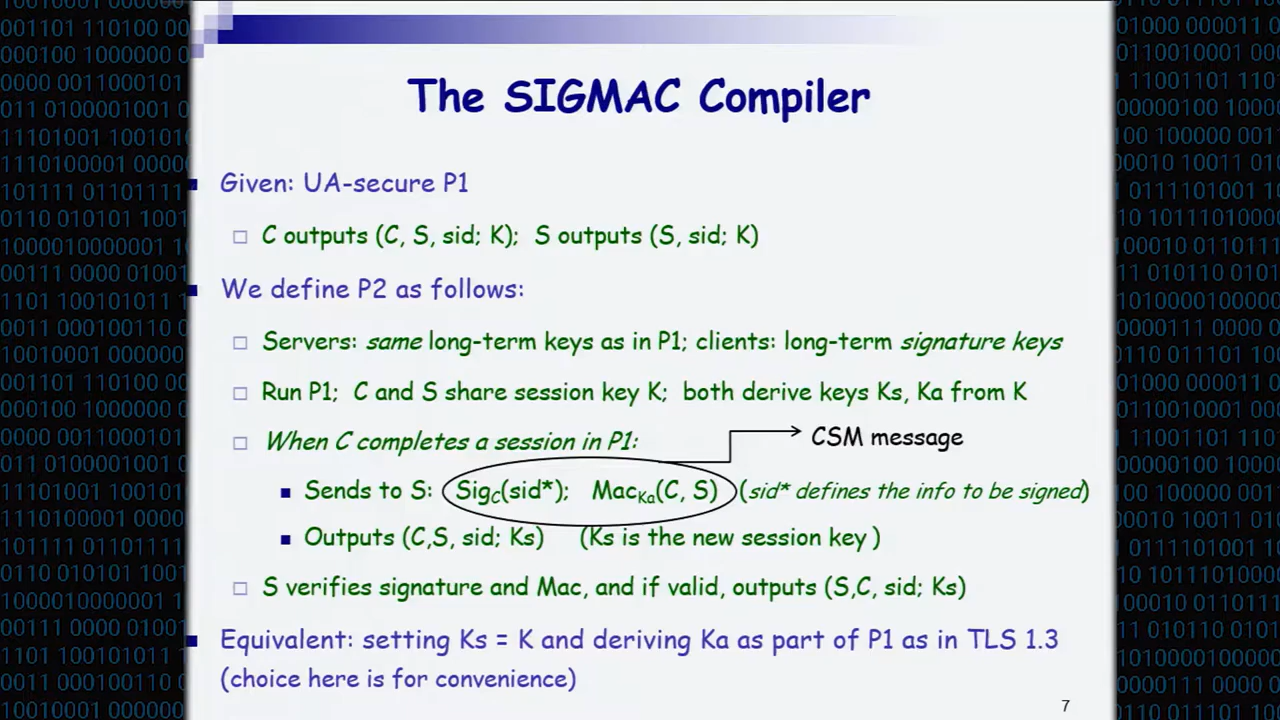 The SIGMAC Compiler
Given: UA-secure P1
C outputs (C, S, sid; K); S outputs (S, sid; K)
We define P2 as follows:
Servers: same long-term keys as in P1; clients: long-term signature keys
Run P1; C and S share session key K; both derive keys Ks, Ka from K
When C completes a session in P1:
CSM message
Sends to S: SigC(sid*); MacKa(C, S) (sid* defines the info to be signed)
Outputs (C,S, sid; Ks) (Ks is the new session key )
S verifies signature and Mac, and if valid, outputs (S,C, sid; Ks)
Equivalent: setting Ks = K and deriving Ka as part of P1 as in TLS 1.3
(choice here is for convenience)
7